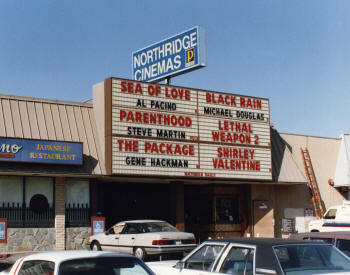 NORTHRIDGE
CINEMAS
SEA OF LOVE
AL PACINO
PARENTHOOD
STEVE MARTIN
THE PACKAGE
GENE HACKMAN
BLACK RAIN
MICHAEL DOUGLAS
LETHAL
WEAPON 2
SHIRLEY
VALENTINE
JAPANESE
RESTAURANT